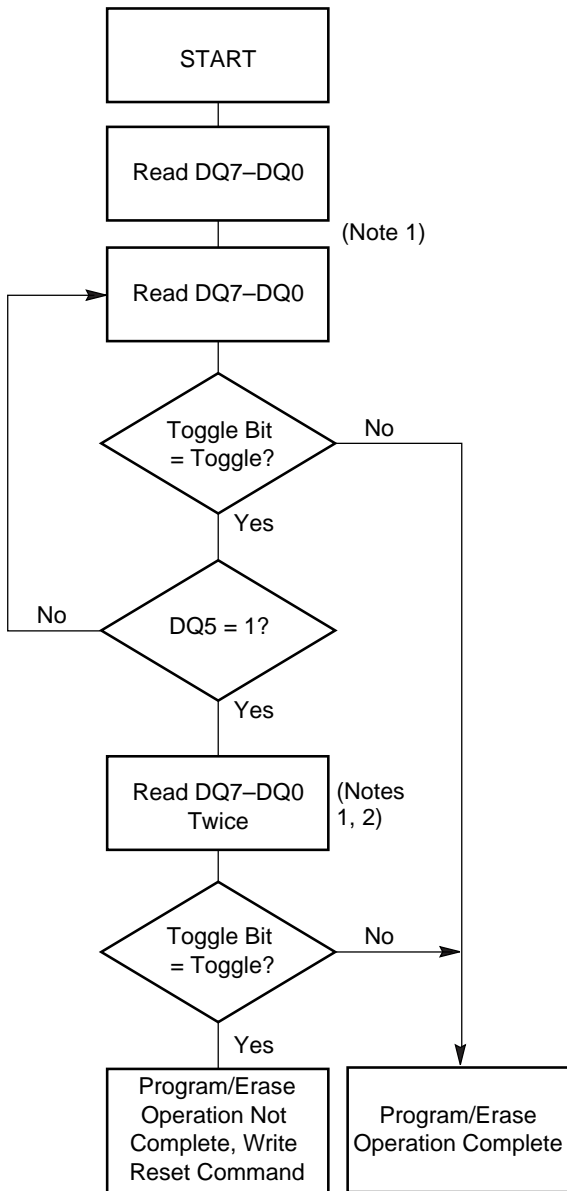 START
Read DQ7–DQ0
(Note 1)
Read DQ7–DQ0
Toggle Bit
= Toggle?
No
Yes
No
DQ5 = 1?
Yes
Read DQ7–DQ0
Twice
(Notes
1, 2)
Toggle Bit
= Toggle?
No
Yes
Program/Erase
Operation Not
Complete, Write
Reset Command
Program/Erase
Operation Complete